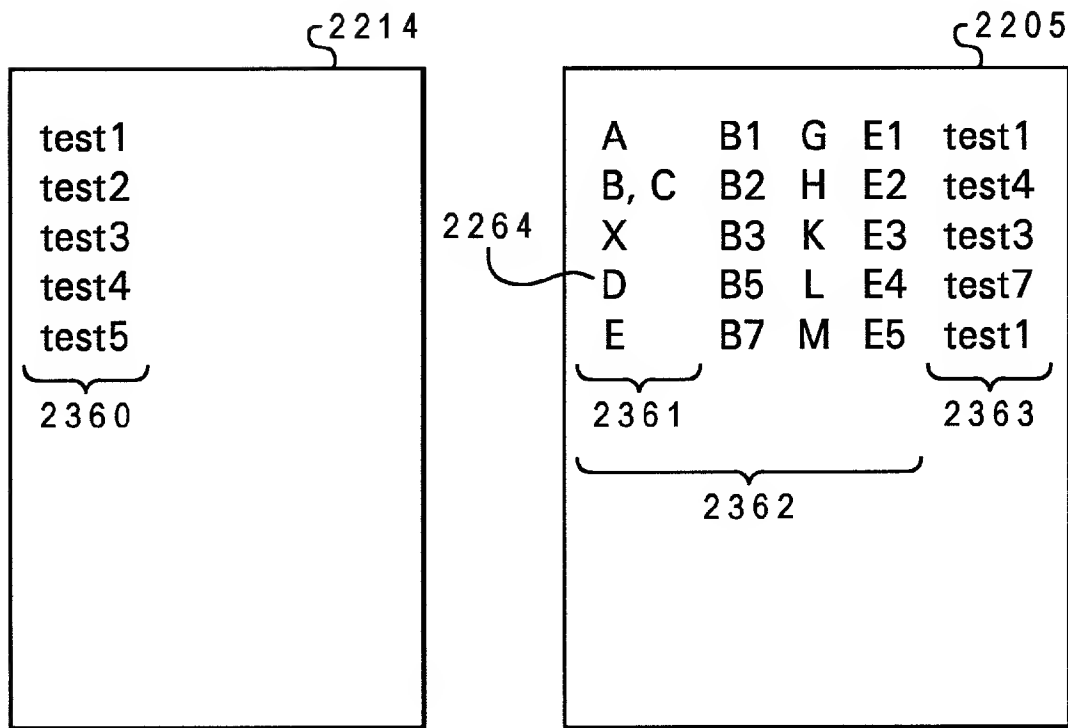 2214
test1
test2
test3
test4
test5
2360
2205
A B1 G E1 test1
B, C B2 H E2 test4
X B3 K E3 test3
D B5 L E4 test7
E B7 M E5 test1
2264
2361 2363
2362